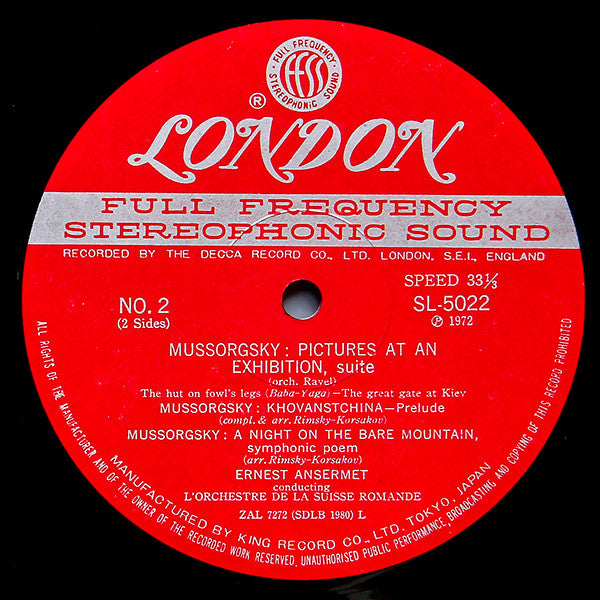 FULL FREQUENCY
ffss
STEREOPHONIC SOUND
®
LONDON
FULL FREQUENCY
STEREOPHONIC SOUND
RECORDED BY THE DECCA RECORD CO., LTD. LONDON, S.E.I., ENGLAND
SPEED 33⅓
NO. 2
SL-5022
(2 Sides)
℗ 1972
MUSSORGSKY : PICTURES AT AN
EXHIBITION, suite
(orch. Ravel)
The hut on fowl's legs (Baba-Yaga)—The great gate at Kiev
MUSSORGSKY : KHOVANSTCHINA—Prelude
(compl. & arr. Rimsky-Korsakov)
MUSSORGSKY : A NIGHT ON THE BARE MOUNTAIN,
symphonic poem
(arr. Rimsky-Korsakov)
ERNEST ANSERMET
conducting
L'ORCHESTRE DE LA SUISSE ROMANDE
ZAL 7272 (SDLB 1980) L
MANUFACTURED BY KING RECORD CO., LTD. TOKYO, JAPAN
ALL RIGHTS OF THE MANUFACTURER AND OF THE OWNER OF THE RECORDED WORK RESERVED. UNAUTHORISED PUBLIC PERFORMANCE, BROADCASTING AND COPYING OF THIS RECORD PROHIBITED